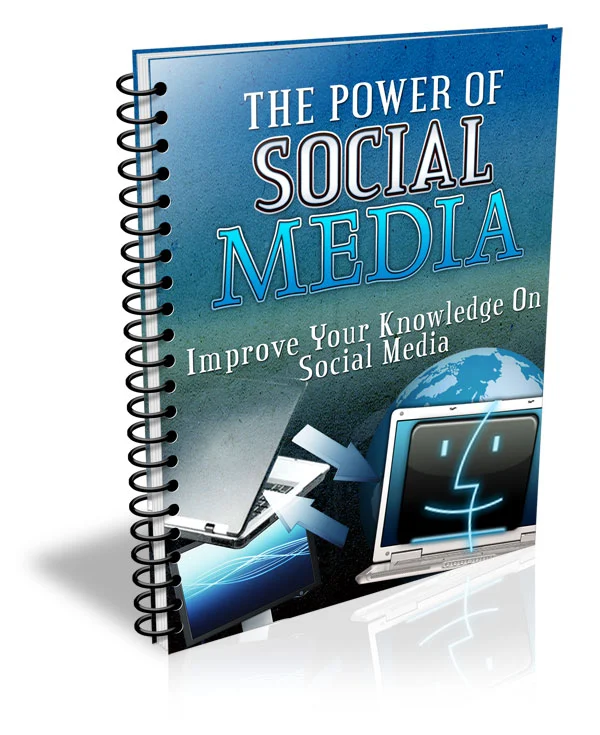 THE POWER OF
SOCIAL
MEDIA
Improve Your Knowledge On
Social Media